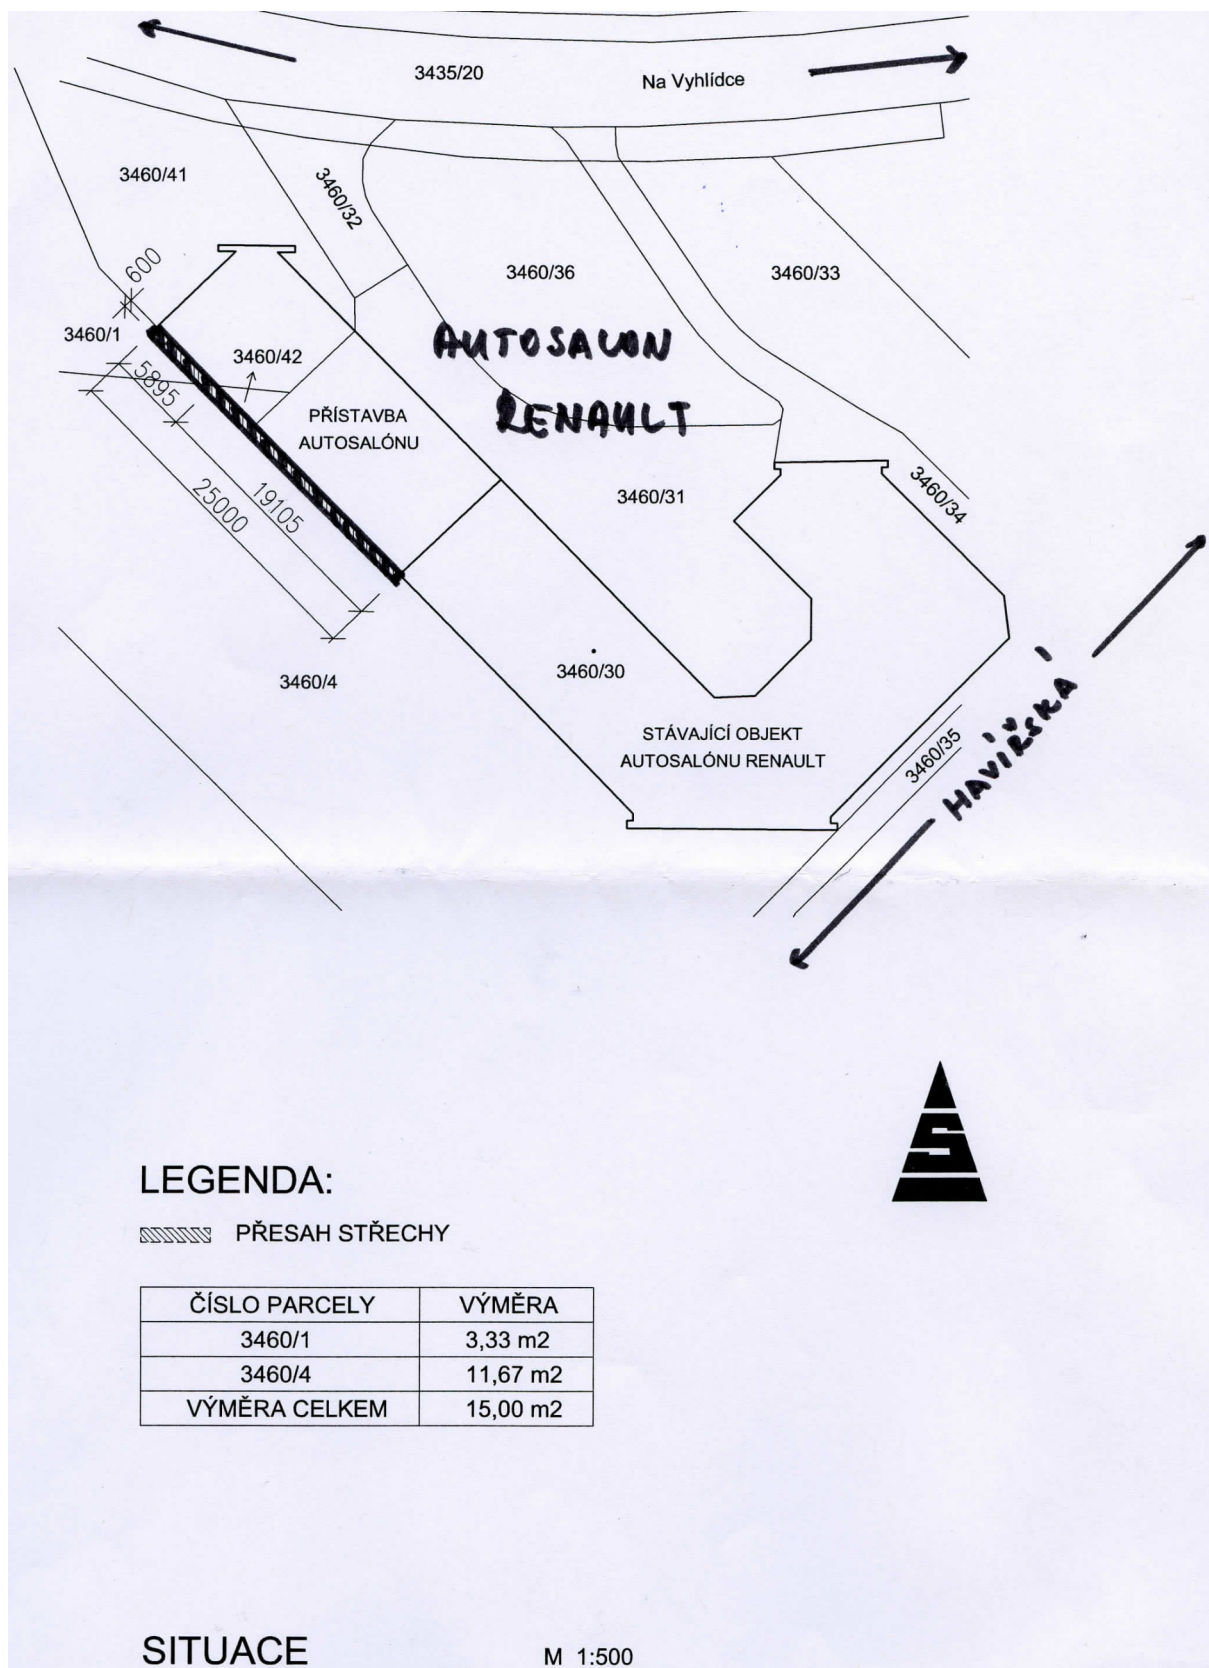 3435/20
Na Vyhlídce
3460/41
3460/32
3460/36
3460/33
600
3460/1
AUTOSALON
RENAULT
3460/42
5895
PŘÍSTAVBA
AUTOSALÓNU
25000
19105
3460/31
3460/34
3460/4
3460/30
HAVÍŘSKÁ
STÁVAJÍCÍ OBJEKT
AUTOSALÓNU RENAULT
3460/35
S
LEGENDA:
PŘESAH STŘECHY
ČÍSLO PARCELY VÝMĚRA
3460/1 3,33 m2
3460/4 11,67 m2
VÝMĚRA CELKEM 15,00 m2
SITUACE M 1:500